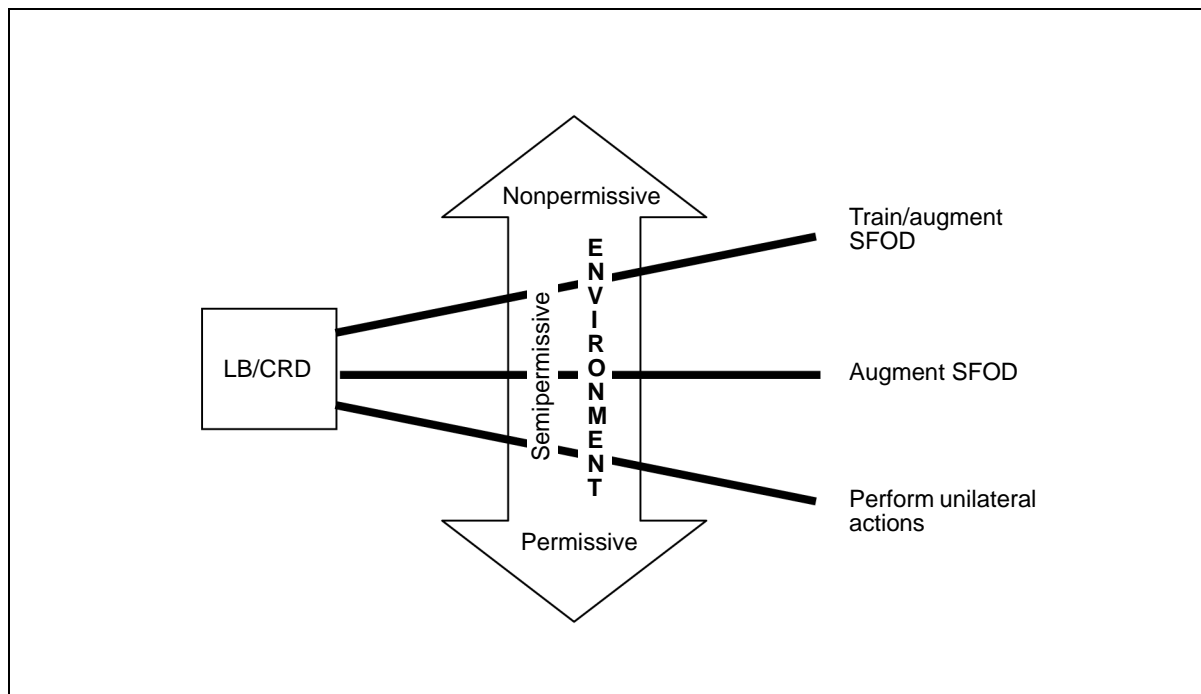 Nonpermissive
Train/augment
SFOD
ENVIRONMENT
Semipermissive
LB/CRD
Augment SFOD
Perform unilateral
actions
Permissive